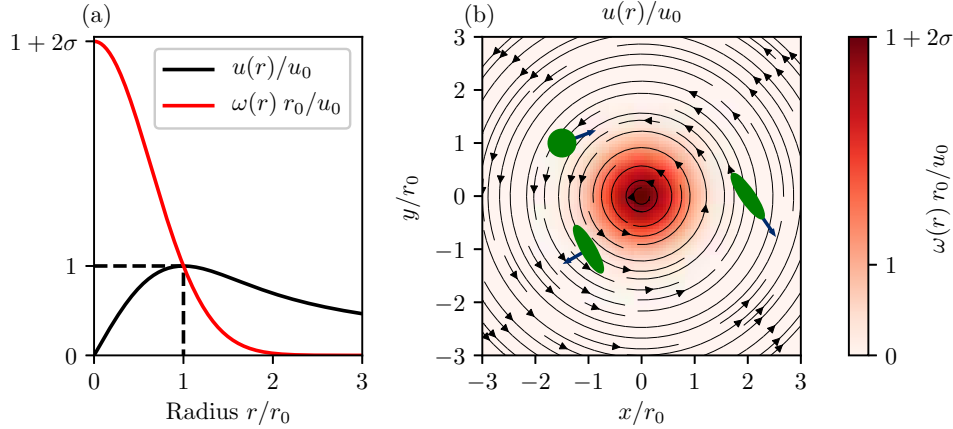 (a)
1 + 2σ
1
0
u(r)/u₀
ω(r) r₀/u₀
0 1 2 3
Radius r/r₀
(b)
u(r)/u₀
3
2
1
0
−1
−2
−3
y/r₀
−3 −2 −1 0 1 2 3
x/r₀
1 + 2σ
1
0
ω(r) r₀/u₀